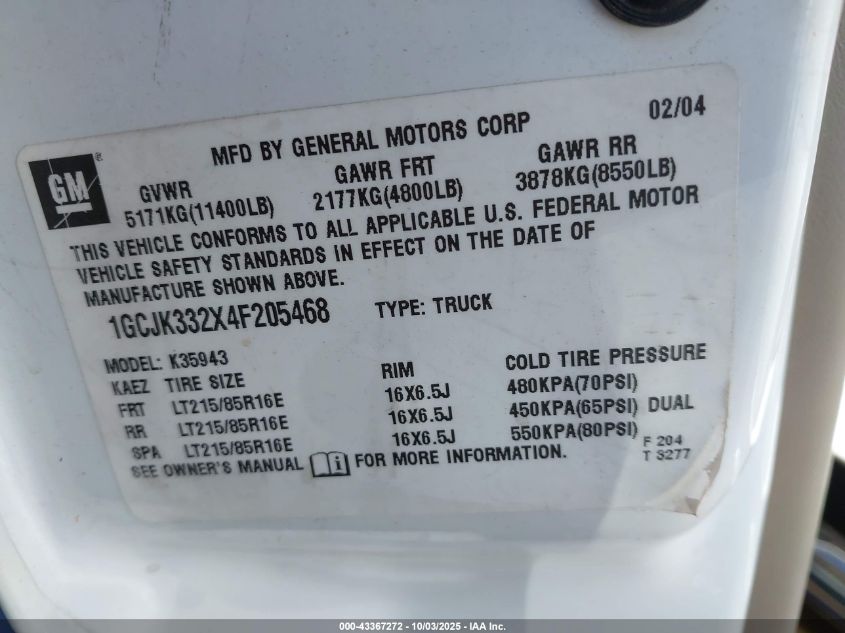 02/04
MFD BY GENERAL MOTORS CORP
GM
®
GVWR GAWR FRT GAWR RR
5171KG(11400LB) 2177KG(4800LB) 3878KG(8550LB)
THIS VEHICLE CONFORMS TO ALL APPLICABLE U.S. FEDERAL MOTOR
VEHICLE SAFETY STANDARDS IN EFFECT ON THE DATE OF
MANUFACTURE SHOWN ABOVE.
1GCJK332X4F205468 TYPE: TRUCK
MODEL: K35943
KAEZ TIRE SIZE RIM COLD TIRE PRESSURE
FRT LT215/85R16E 16X6.5J 480KPA(70PSI)
RR LT215/85R16E 16X6.5J 450KPA(65PSI) DUAL
SPA LT215/85R16E 16X6.5J 550KPA(80PSI)
F 204
T 3277
SEE OWNER'S MANUAL i FOR MORE INFORMATION.
000-43367272 - 10/03/2025 - IAA Inc.